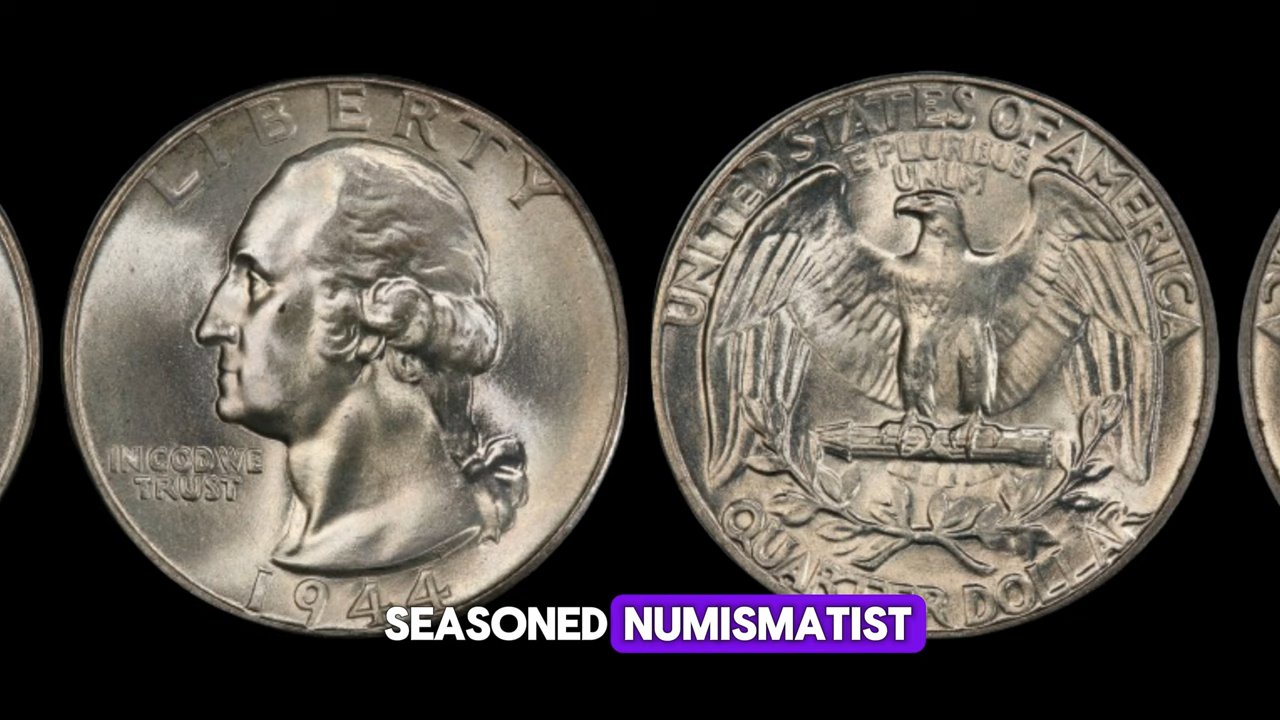 LIBERTY
IN GOD WE
TRUST
1944
UNITED STATES OF AMERICA
E PLURIBUS
UNUM
QUARTER DOLLAR
SEASONED NUMISMATIST